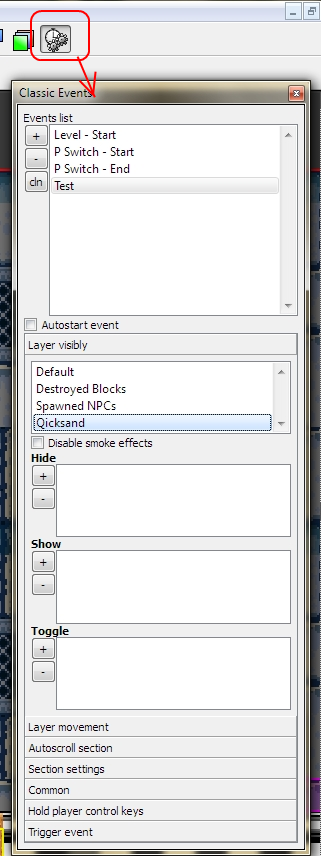 Classic Events
Events list
+
Level - Start
P Switch - Start
-
P Switch - End
cln
Test
Autostart event
Layer visibly
Default
Destroyed Blocks
Spawned NPCs
Qicksand
Disable smoke effects
Hide
+
-
Show
+
-
Toggle
+
-
Layer movement
Autoscroll section
Section settings
Common
Hold player control keys
Trigger event